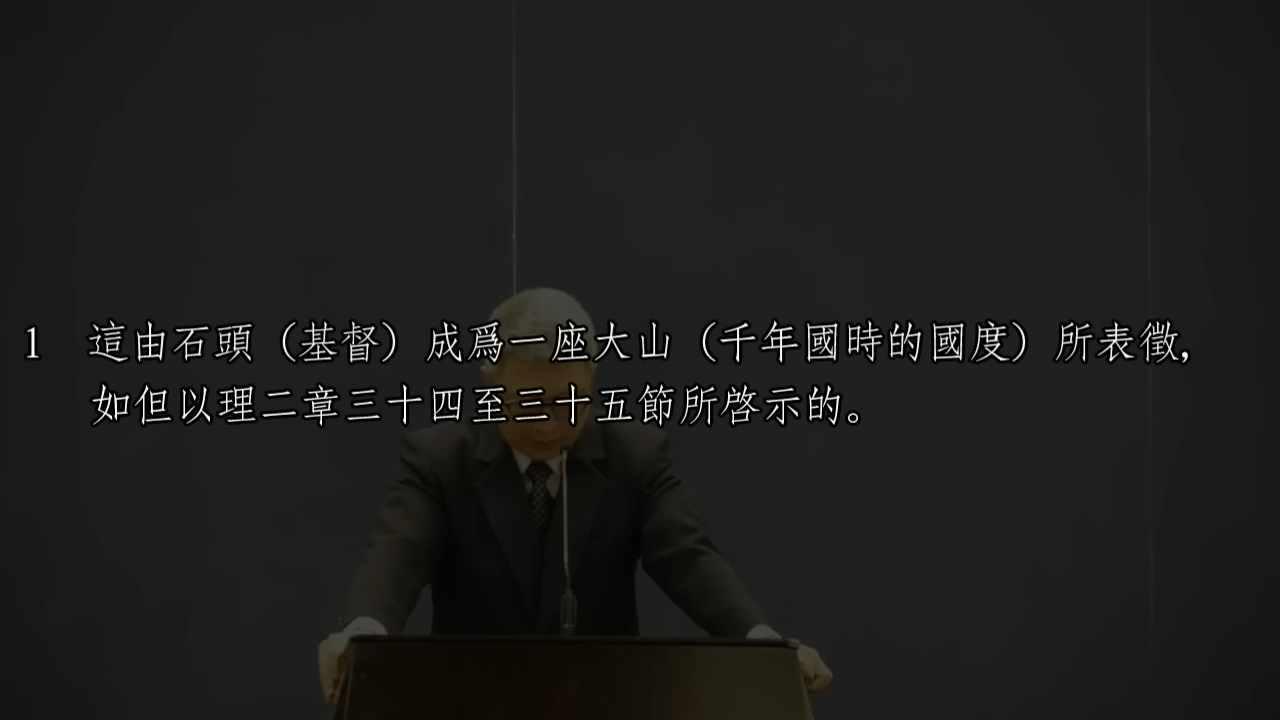 1 這由石頭（基督）成爲一座大山（千年國時的國度）所表徵，
如但以理二章三十四至三十五節所啓示的。